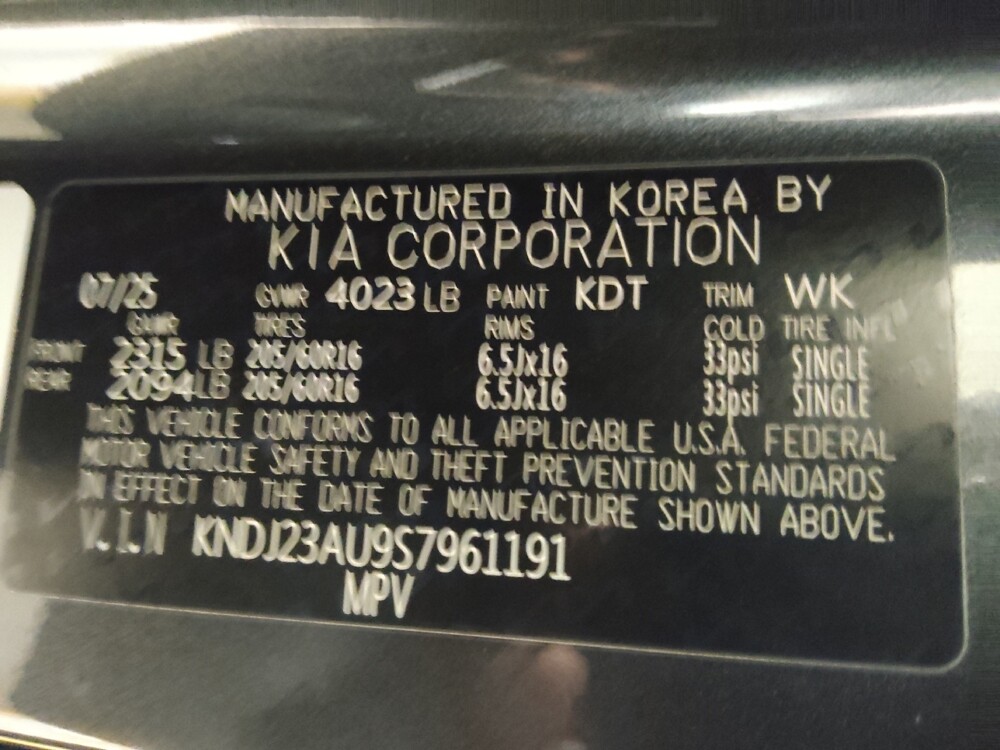 MANUFACTURED IN KOREA BY
KIA CORPORATION
07/25 GVWR 4023 LB PAINT KDT TRIM WK
GAWR TIRES RIMS COLD TIRE INFL
FRONT 2315 LB 205/60R16 6.5Jx16 33psi SINGLE
REAR 2094 LB 205/60R16 6.5Jx16 33psi SINGLE
THIS VEHICLE CONFORMS TO ALL APPLICABLE U.S.A. FEDERAL
MOTOR VEHICLE SAFETY AND THEFT PREVENTION STANDARDS
IN EFFECT ON THE DATE OF MANUFACTURE SHOWN ABOVE.
V.I.N KNDJ23AU9S7961191
MPV